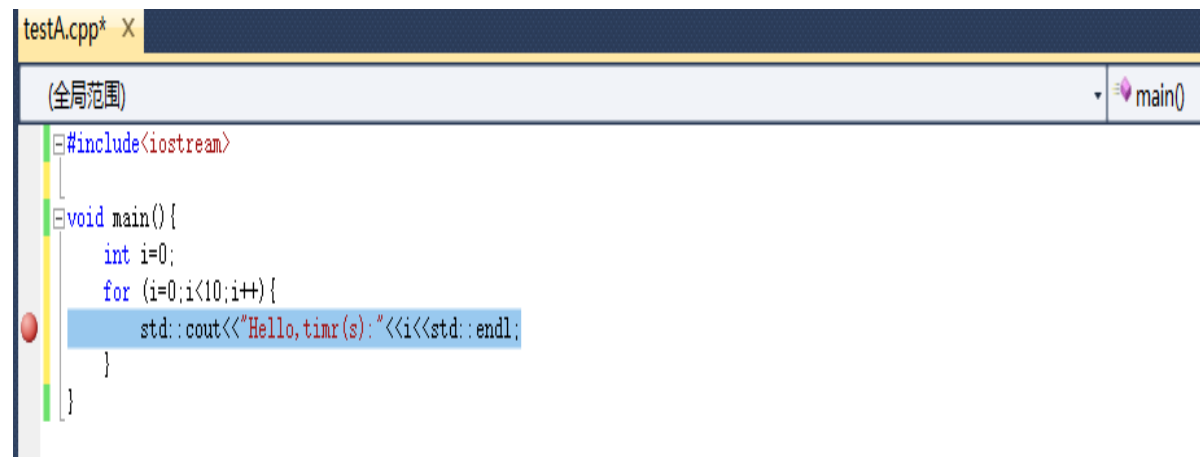 testA.cpp* X
(全局范围) main()
#include<iostream>
void main(){
int i=0;
for (i=0;i<10;i++){
std::cout<<"Hello,timr(s):"<<i<<std::endl;
}
}